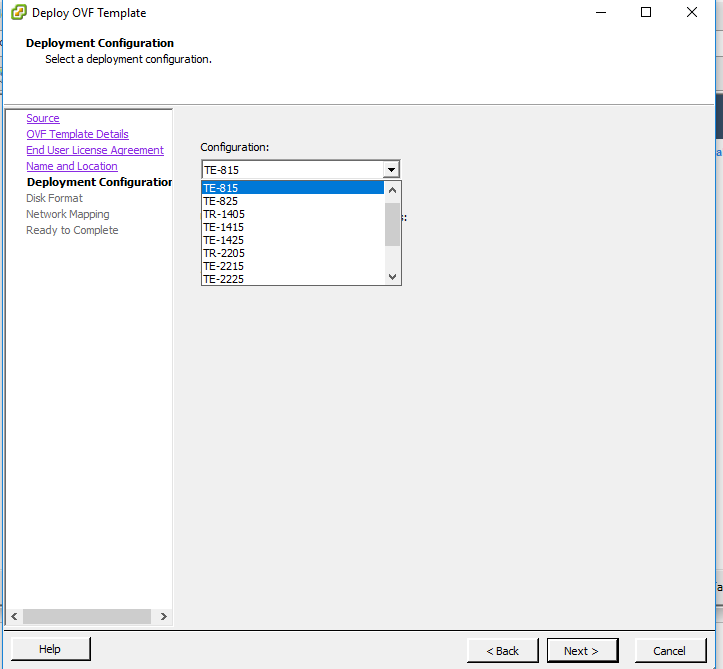 Deploy OVF Template
Deployment Configuration
Select a deployment configuration.
Source
OVF Template Details
End User License Agreement
Name and Location
Deployment Configuration
Disk Format
Network Mapping
Ready to Complete
Configuration:
TE-815
TE-815
TE-825
TR-1405
TE-1415
TE-1425
TR-2205
TE-2215
TE-2225
Help
< Back
Next >
Cancel